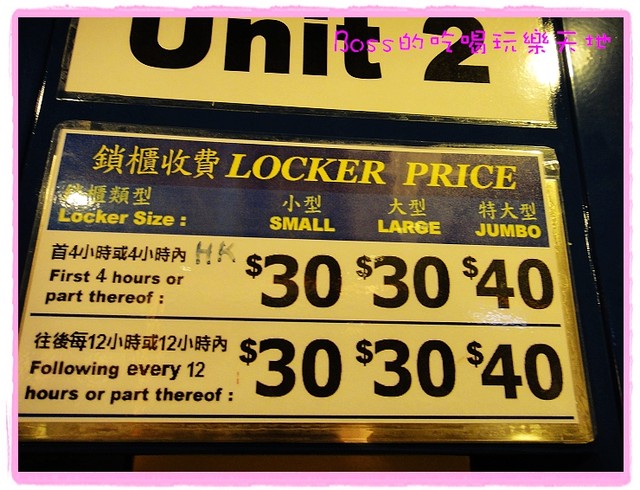 Boss的吃喝玩樂天地
Unit 2
鎖櫃收費 LOCKER PRICE
鎖櫃類型 小型 大型 特大型
Locker Size : SMALL LARGE JUMBO
首4小時或4小時內 HK
First 4 hours or
part thereof : $30 $30 $40
往後每12小時或12小時內
Following every 12
hours or part thereof : $30 $30 $40